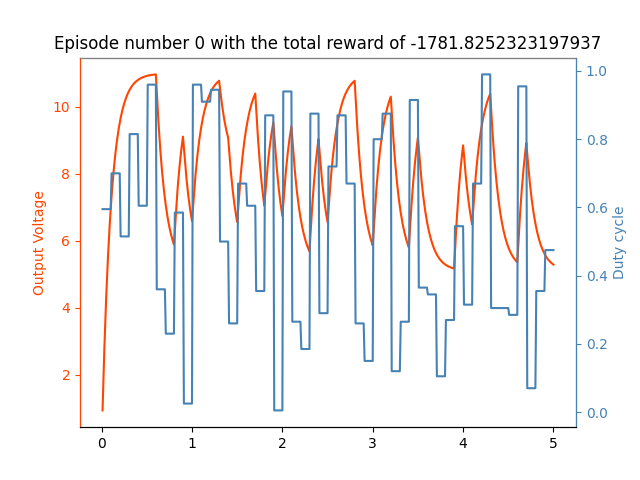 Episode number 0 with the total reward of -1781.8252323197937
10
8
6
4
2
Output Voltage
1.0
0.8
0.6
0.4
0.2
0.0
Duty cycle
0 1 2 3 4 5